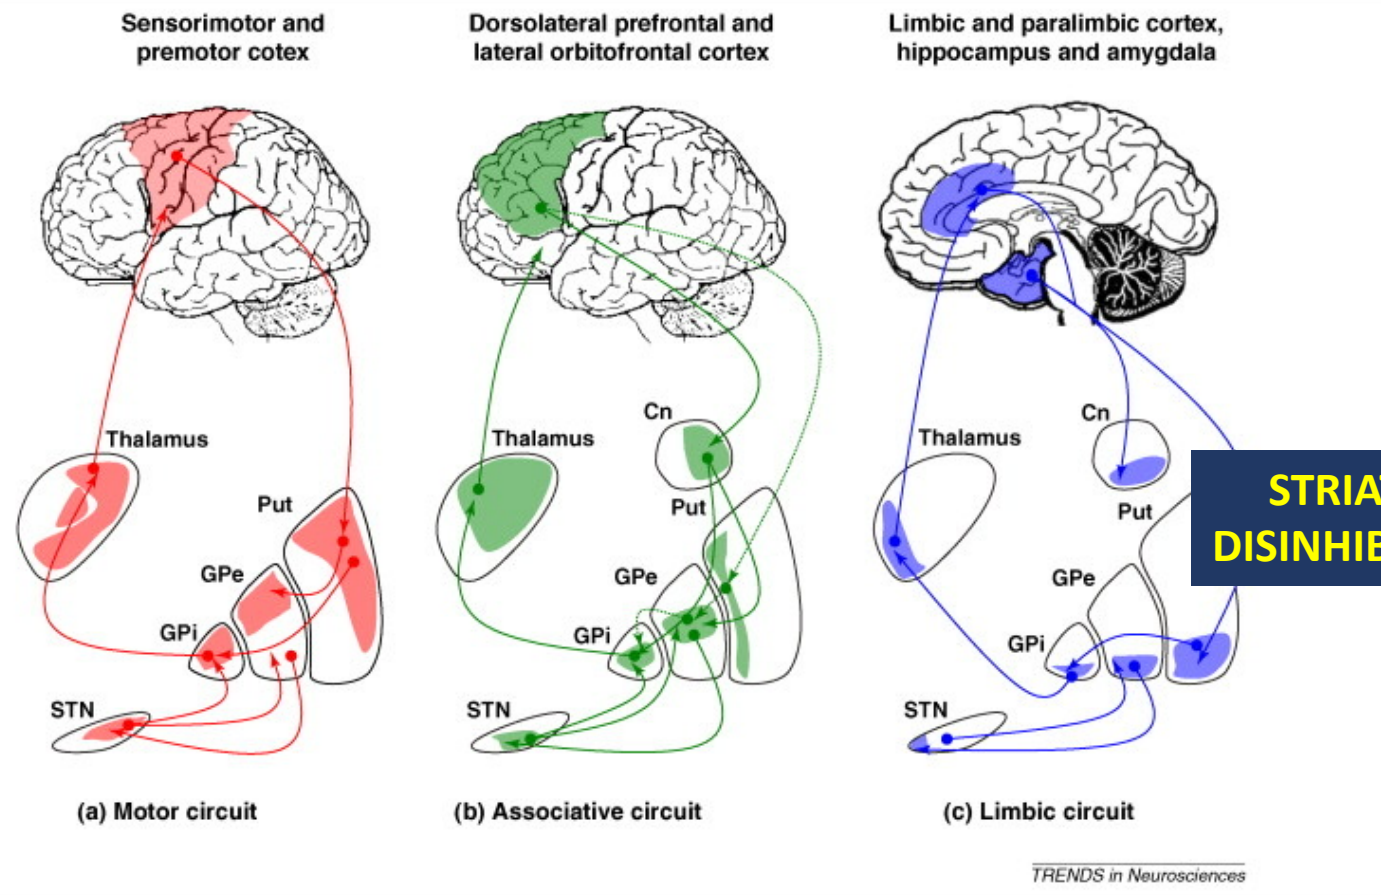 Sensorimotor and
premotor cotex
Dorsolateral prefrontal and
lateral orbitofrontal cortex
Limbic and paralimbic cortex,
hippocampus and amygdala
Thalamus
Put
GPe
GPi
STN
(a) Motor circuit
Cn
Thalamus
Put
GPe
GPi
STN
(b) Associative circuit
Cn
Thalamus
Put
GPe
GPi
STN
(c) Limbic circuit
STRIAT
DISINHIB
TRENDS in Neurosciences